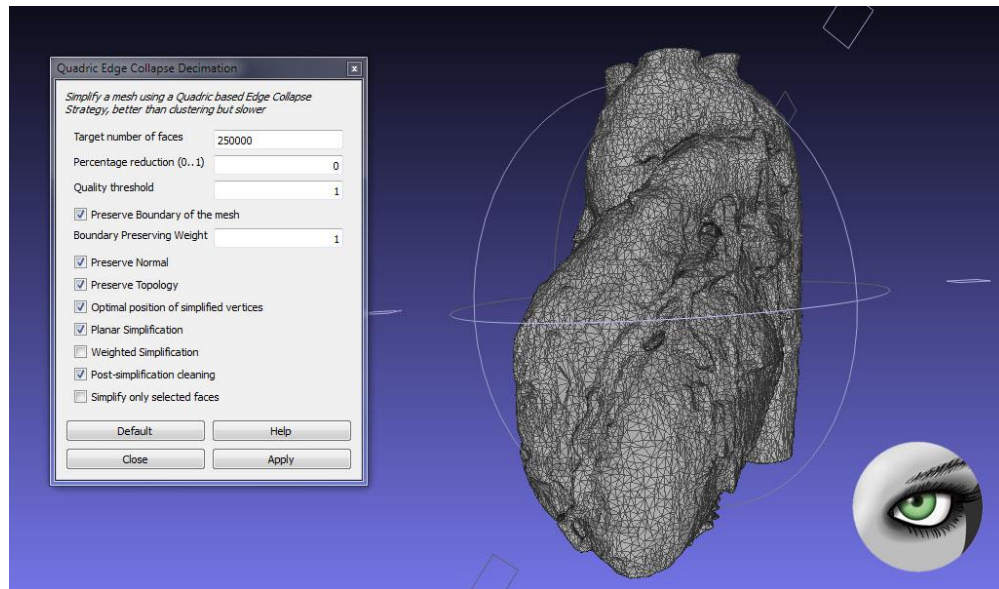 Quadric Edge Collapse Decimation
Simplify a mesh using a Quadric based Edge Collapse
Strategy, better than clustering but slower
Target number of faces 250000
Percentage reduction (0..1) 0
Quality threshold 1
Preserve Boundary of the mesh
Boundary Preserving Weight 1
Preserve Normal
Preserve Topology
Optimal position of simplified vertices
Planar Simplification
Weighted Simplification
Post-simplification cleaning
Simplify only selected faces
Default Help
Close Apply